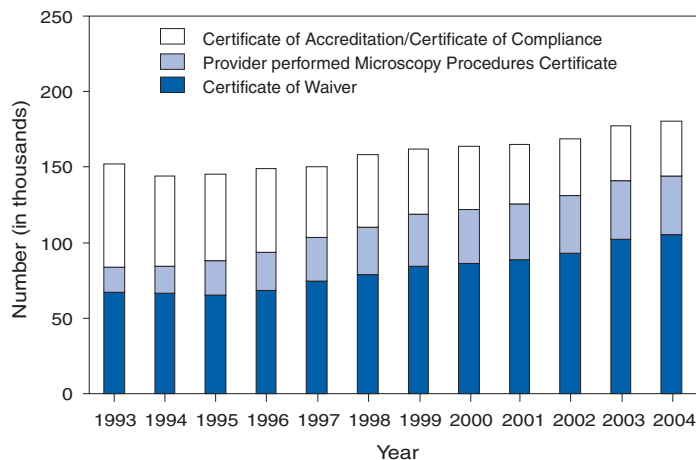 250
200
150
100
50
0
Number (in thousands)
Certificate of Accreditation/Certificate of Compliance
Provider performed Microscopy Procedures Certificate
Certificate of Waiver
1993 1994 1995 1996 1997 1998 1999 2000 2001 2002 2003 2004
Year